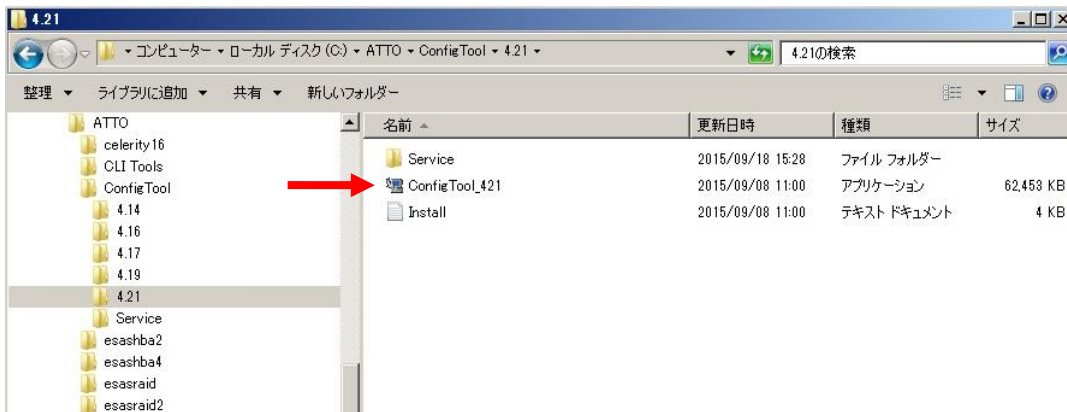 4.21
コンピューター ローカル ディスク (C:) ATTO ConfigTool 4.21
4.21の検索
整理 ライブラリに追加 共有 新しいフォルダー
ATTO
celerity16
CLI Tools
ConfigTool
4.14
4.16
4.17
4.19
4.21
Service
esashba2
esashba4
esasraid
esasraid2
名前 更新日時 種類 サイズ
Service 2015/09/18 15:28 ファイル フォルダー
ConfigTool_421 2015/09/08 11:00 アプリケーション 62,453 KB
Install 2015/09/08 11:00 テキスト ドキュメント 4 KB